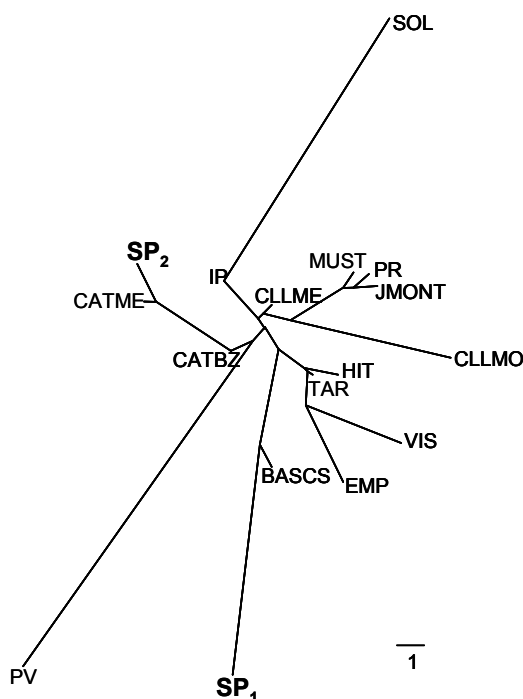 SOL
SP2
IP
MUST
PR
CLLME
JMONT
CATME
CATBZ
CLLMO
HIT
TAR
VIS
BASCS
EMP
1
PV
SP1